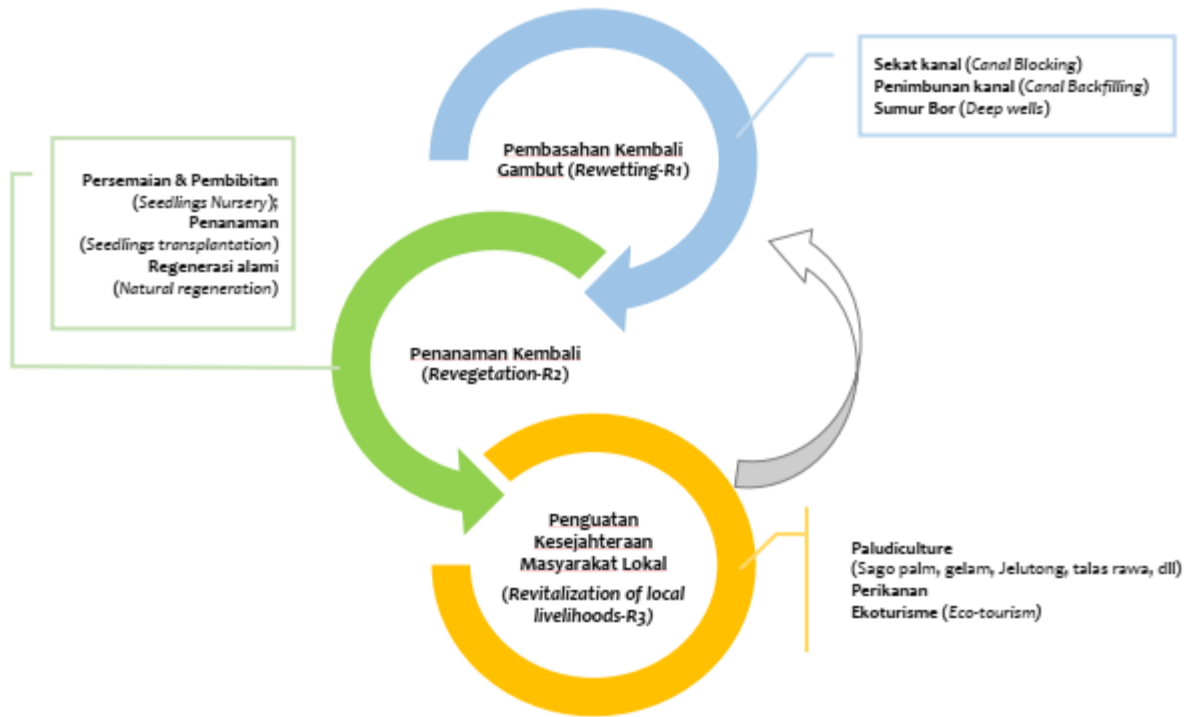 Sekat kanal (Canal Blocking)
Penimbunan kanal (Canal Backfilling)
Sumur Bor (Deep wells)
Pembasahan Kembali
Gambut (Rewetting-R1)
Persemaian & Pembibitan
(Seedlings Nursery);
Penanaman
(Seedlings transplantation)
Regenerasi alami
(Natural regeneration)
Penanaman Kembali
(Revegetation-R2)
Penguatan
Kesejahteraan
Masyarakat Lokal
(Revitalization of local
livelihoods-R3)
Paludiculture
(Sago palm, gelam, Jelutong, talas rawa, dll)
Perikanan
Ekoturisme (Eco-tourism)